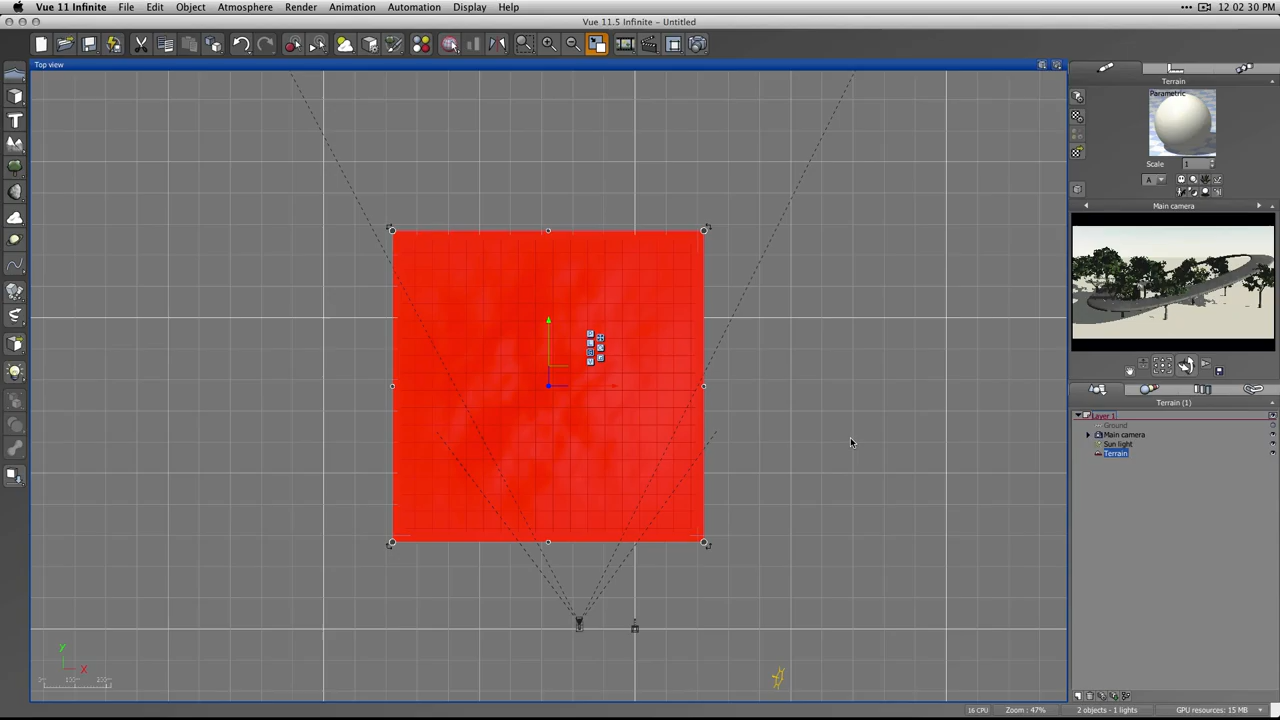 Vue 11 Infinite File Edit Object Atmosphere Render Animation Automation Display Help 12 02:30 PM
Vue 11.5 Infinite - Untitled
Top view
Terrain
Parametric
Scale 1
A
Main camera
Terrain (1)
Layer 1
Ground
Main camera
Sun light
Terrain
Y
X
16 CPU Zoom : 47% 2 objects - 1 lights GPU resources: 15 MB